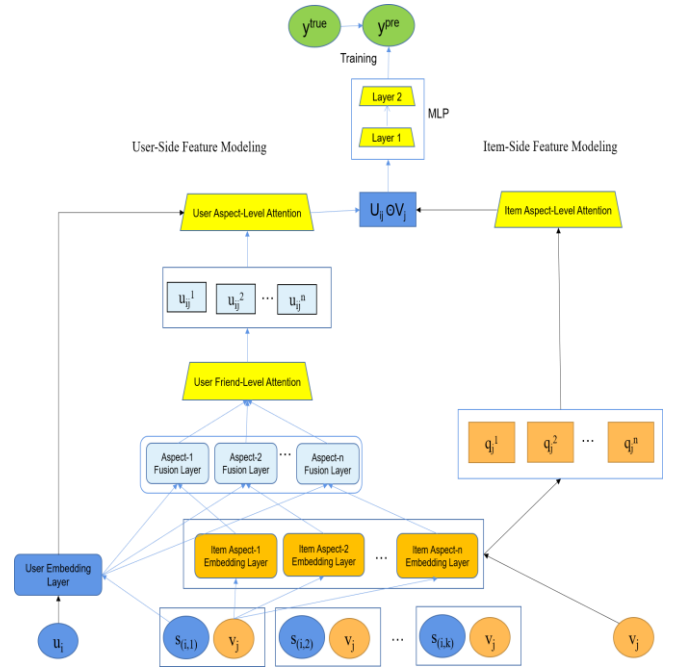 y^true
y^pre
Training
Layer 2
MLP
Layer 1
User-Side Feature Modeling
Item-Side Feature Modeling
User Aspect-Level Attention
U_ij ⊙V_j
Item Aspect-Level Attention
u_ij^1 u_ij^2 ... u_ij^n
User Friend-Level Attention
q_j^1 q_j^2 ... q_j^n
Aspect-1
Fusion Layer
Aspect-2
Fusion Layer
...
Aspect-n
Fusion Layer
Item Aspect-1
Embedding Layer
Item Aspect-2
Embedding Layer
...
Item Aspect-n
Embedding Layer
User Embedding
Layer
u_i
s_(i,1) v_j
s_(i,2) v_j
...
s_(i,k) v_j
v_j